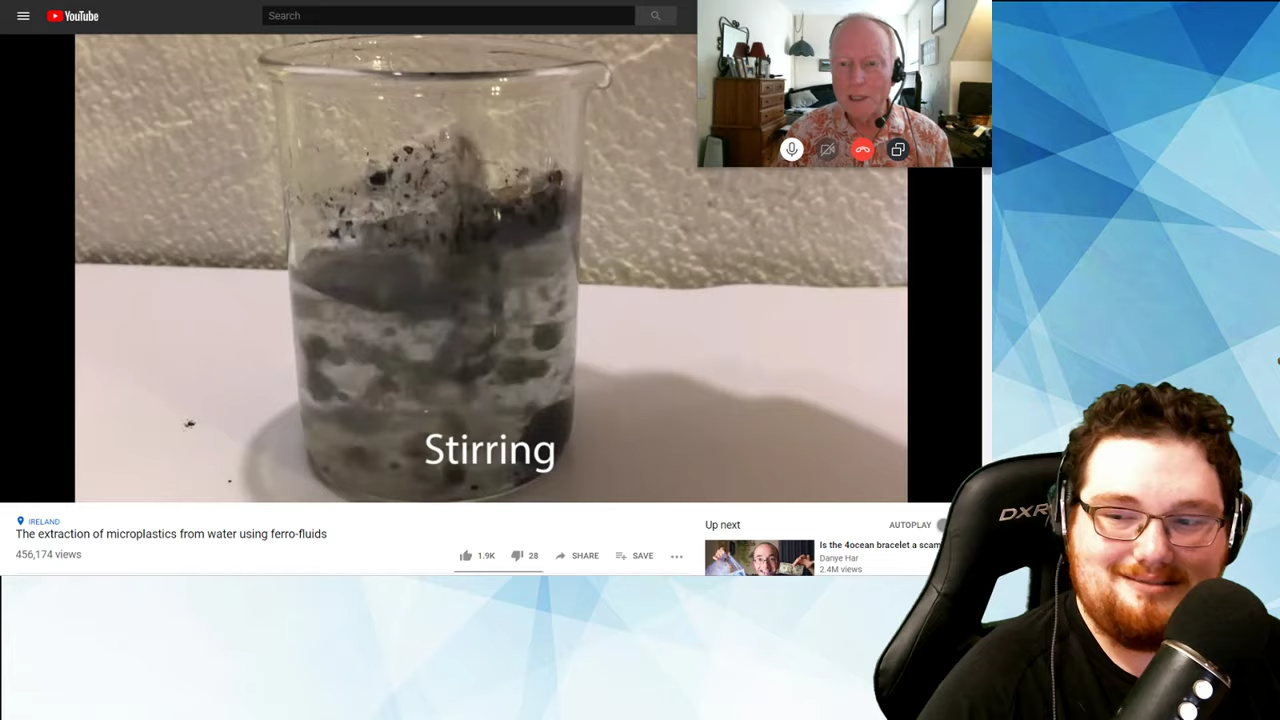 YouTube
Search
Stirring
IRELAND
The extraction of microplastics from water using ferro-fluids
456,174 views
1.9K
28
SHARE
SAVE
Up next
AUTOPLAY
Is the 4ocean bracelet a scam
Danye Har
2.4M views
DXR